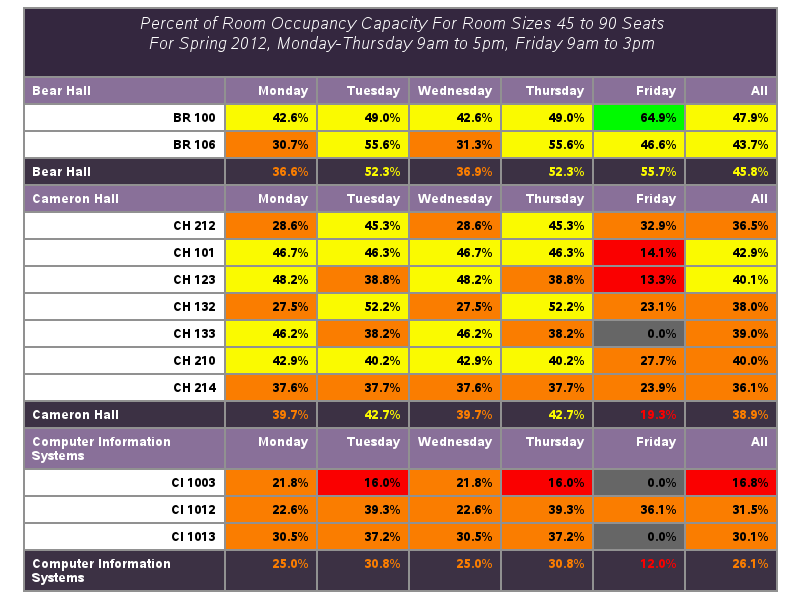 Percent of Room Occupancy Capacity For Room Sizes 45 to 90 Seats
For Spring 2012, Monday-Thursday 9am to 5pm, Friday 9am to 3pm
Bear Hall Monday Tuesday Wednesday Thursday Friday All
BR 100 42.6% 49.0% 42.6% 49.0% 64.9% 47.9%
BR 106 30.7% 55.6% 31.3% 55.6% 46.6% 43.7%
Bear Hall 36.6% 52.3% 36.9% 52.3% 55.7% 45.8%
Cameron Hall Monday Tuesday Wednesday Thursday Friday All
CH 212 28.6% 45.3% 28.6% 45.3% 32.9% 36.5%
CH 101 46.7% 46.3% 46.7% 46.3% 14.1% 42.9%
CH 123 48.2% 38.8% 48.2% 38.8% 13.3% 40.1%
CH 132 27.5% 52.2% 27.5% 52.2% 23.1% 38.0%
CH 133 46.2% 38.2% 46.2% 38.2% 0.0% 39.0%
CH 210 42.9% 40.2% 42.9% 40.2% 27.7% 40.0%
CH 214 37.6% 37.7% 37.6% 37.7% 23.9% 36.1%
Cameron Hall 39.7% 42.7% 39.7% 42.7% 19.3% 38.9%
Computer Information Monday Tuesday Wednesday Thursday Friday All
Systems
CI 1003 21.8% 16.0% 21.8% 16.0% 0.0% 16.8%
CI 1012 22.6% 39.3% 22.6% 39.3% 36.1% 31.5%
CI 1013 30.5% 37.2% 30.5% 37.2% 0.0% 30.1%
Computer Information 25.0% 30.8% 25.0% 30.8% 12.0% 26.1%
Systems